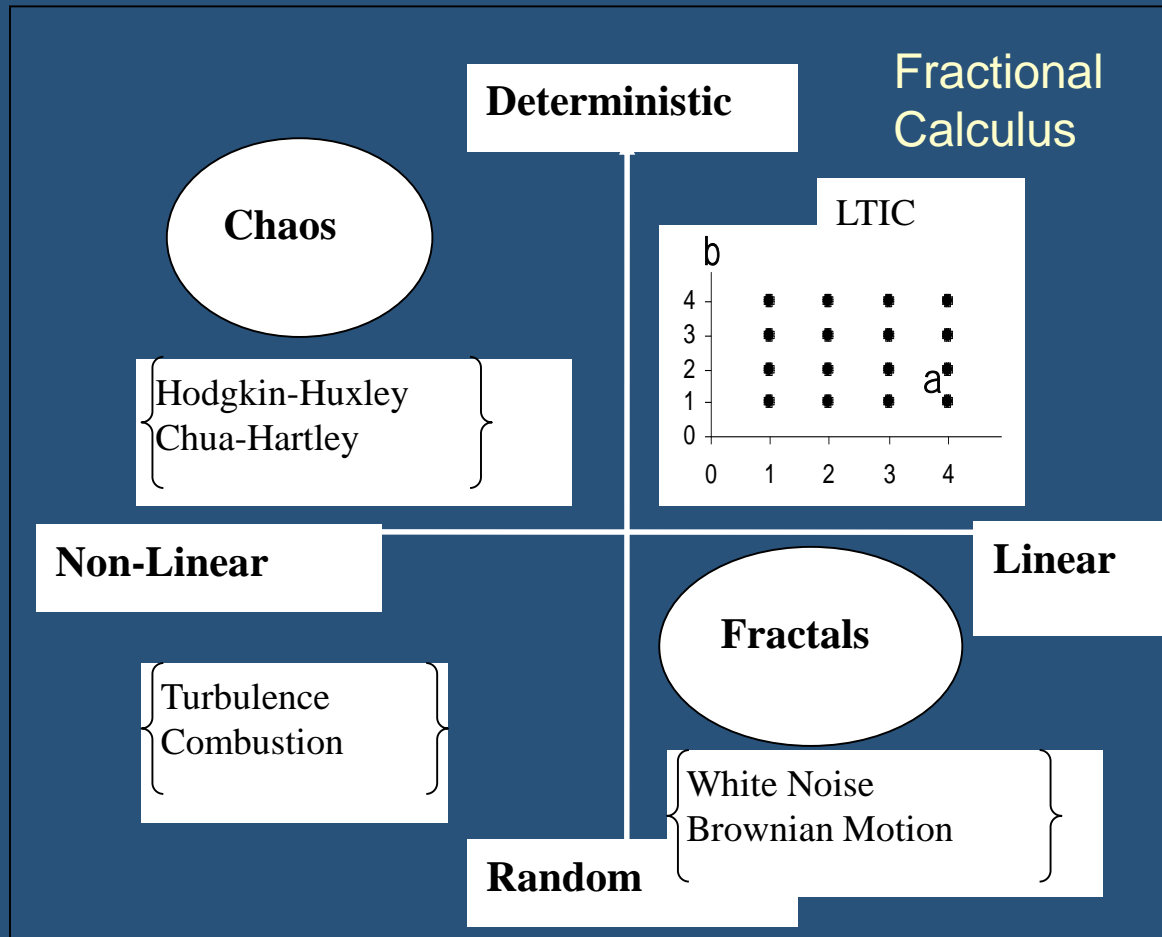 Fractional
Calculus
Deterministic
Chaos
LTIC
b
4
3
2
a
1
0
0 1 2 3 4
Hodgkin-Huxley
Chua-Hartley
Non-Linear
Linear
Fractals
Turbulence
Combustion
White Noise
Brownian Motion
Random